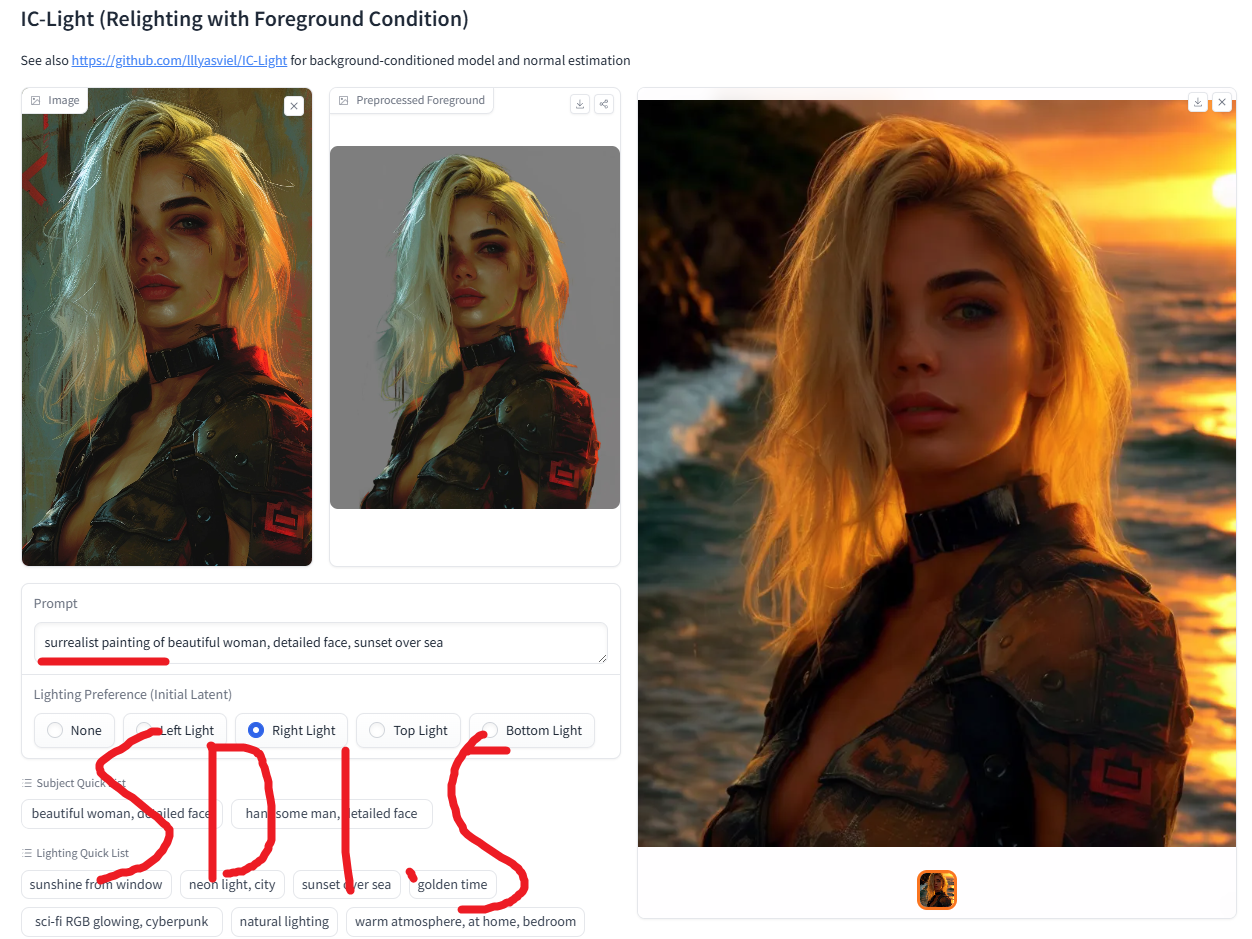 IC-Light (Relighting with Foreground Condition)
See also https://github.com/lllyasviel/IC-Light for background-conditioned model and normal estimation
Image
Preprocessed Foreground
Prompt
surrealist painting of beautiful woman, detailed face, sunset over sea
Lighting Preference (Initial Latent)
None Left Light Right Light Top Light Bottom Light
SD1.5
Subject Quick List
beautiful woman, detailed face handsome man, detailed face
Lighting Quick List
sunshine from window neon light, city sunset over sea golden time
sci-fi RGB glowing, cyberpunk natural lighting warm atmosphere, at home, bedroom